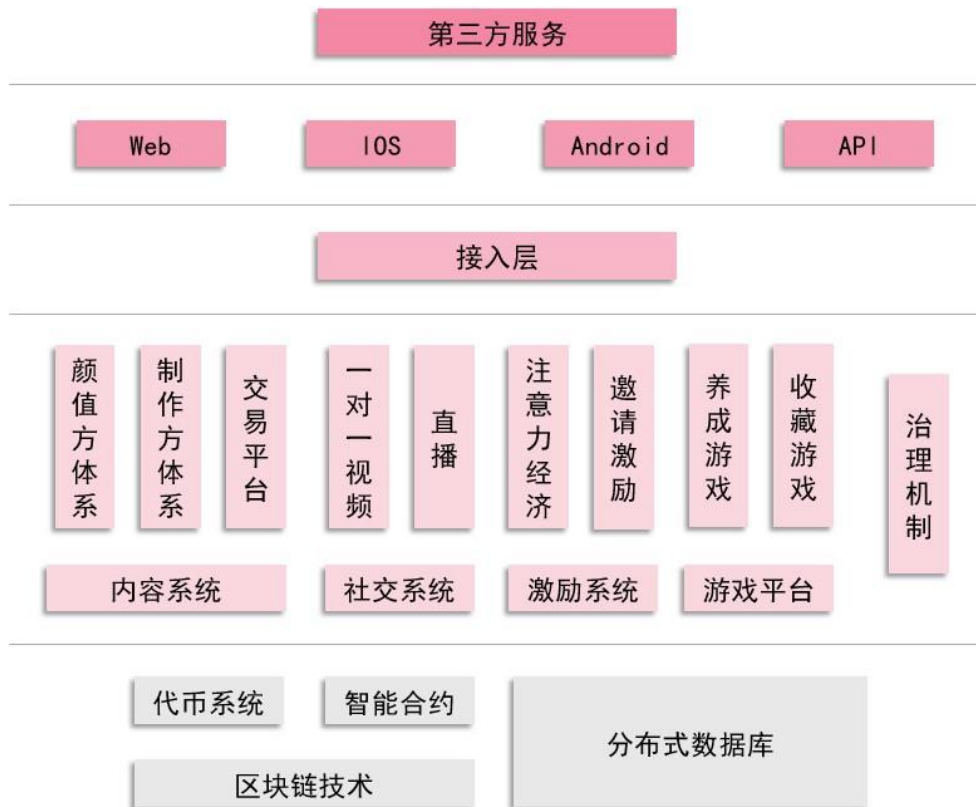 第三方服务
Web
IOS
Android
API
接入层
颜值方体系
制作方体系
交易平台
一对一视频
直播
注意力经济
邀请激励
养成游戏
收藏游戏
治理机制
内容系统
社交系统
激励系统
游戏平台
代币系统
智能合约
分布式数据库
区块链技术